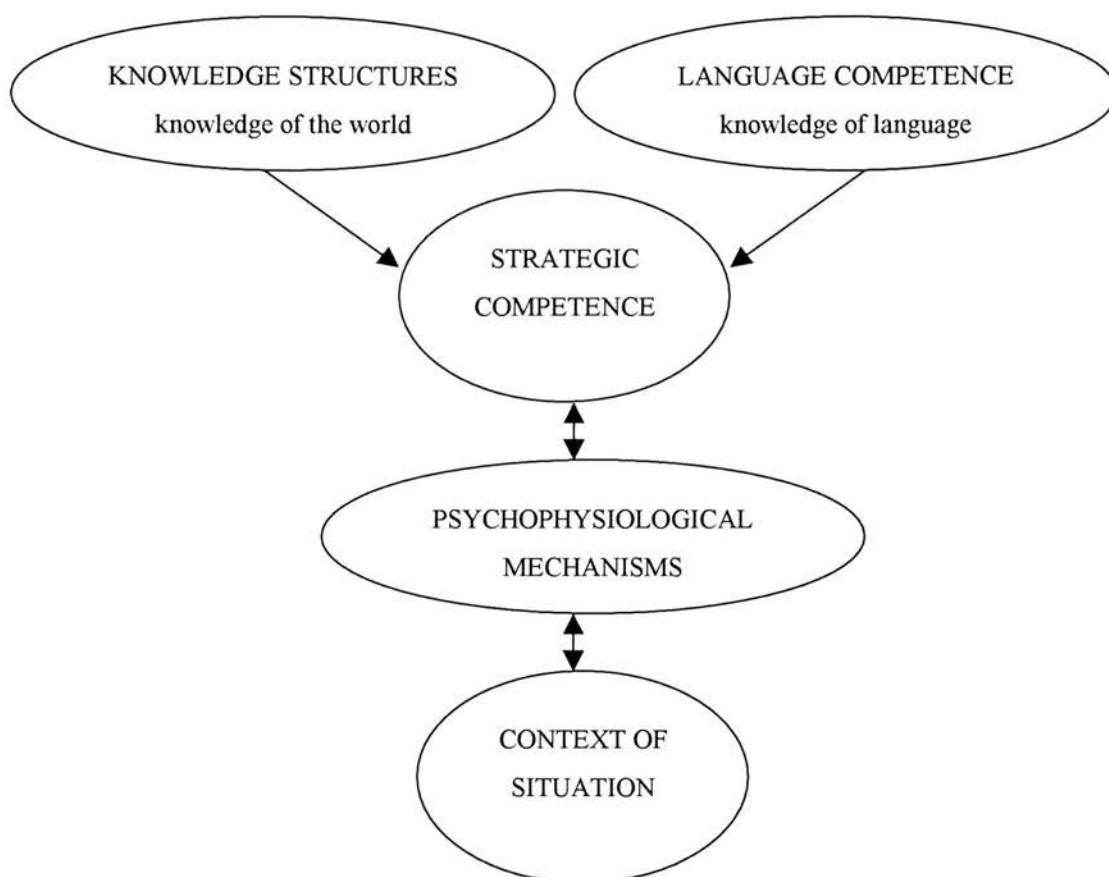 KNOWLEDGE STRUCTURES
knowledge of the world
LANGUAGE COMPETENCE
knowledge of language
STRATEGIC
COMPETENCE
PSYCHOPHYSIOLOGICAL
MECHANISMS
CONTEXT OF
SITUATION